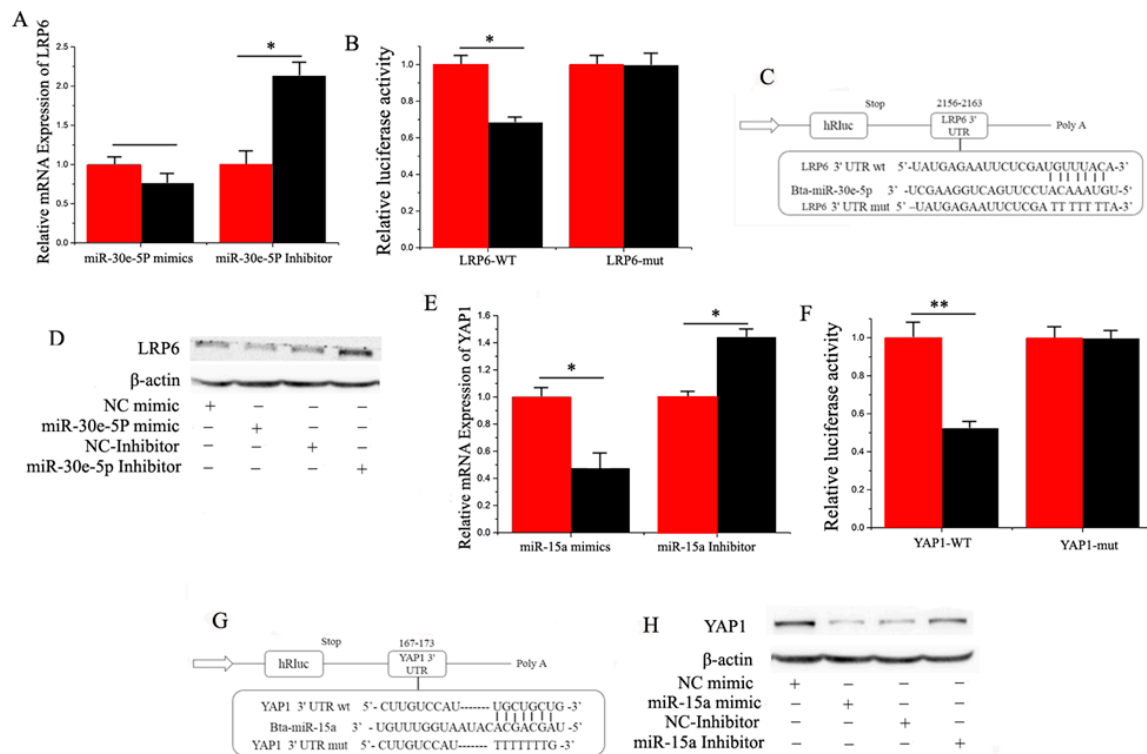 A
Relative mRNA Expression of LRP6
2.5
2.0
1.5
1.0
0.5
0.0
*
miR-30e-5P mimics
miR-30e-5P Inhibitor
B
Relative luciferase activity
1.0
0.8
0.6
0.4
0.2
0.0
*
LRP6-WT
LRP6-mut
C
Stop
2156-2163
hRluc
LRP6 3'
UTR
Poly A
LRP6 3' UTR wt 5'-UAUGAGAAUUCUCGAUGUUUACA-3'
Bta-miR-30e-5p 3' -UCGAAGGUCAGUUCCUACAAAUGU-5'
LRP6 3' UTR mut 5' -UAUGAGAAUUCUCGA TT TTT TTA-3'
D
LRP6
β-actin
NC mimic + – – –
miR-30e-5P mimic – + – –
NC-Inhibitor – – + –
miR-30e-5p Inhibitor – – – +
E
Relative mRNA Expression of YAP1
1.6
1.4
1.2
1.0
0.8
0.6
0.4
0.2
0.0
*
*
miR-15a mimics
miR-15a Inhibitor
F
Relative luciferase activity
1.0
0.8
0.6
0.4
0.2
0.0
**
YAP1-WT
YAP1-mut
G
Stop
167-173
hRluc
YAP1 3'
UTR
Poly A
YAP1 3' UTR wt 5'- CUUGUCCAU-------UGCUGCUG -3'
Bta-miR-15a 3' -UGUUUGGUAAUACACGACGAU-5'
YAP1 3' UTR mut 5'- CUUGUCCAU-------TTTTTTTG -3'
H
YAP1
β-actin
NC mimic + – – –
miR-15a mimic – + – –
NC-Inhibitor – – + –
miR-15a Inhibitor – – – +